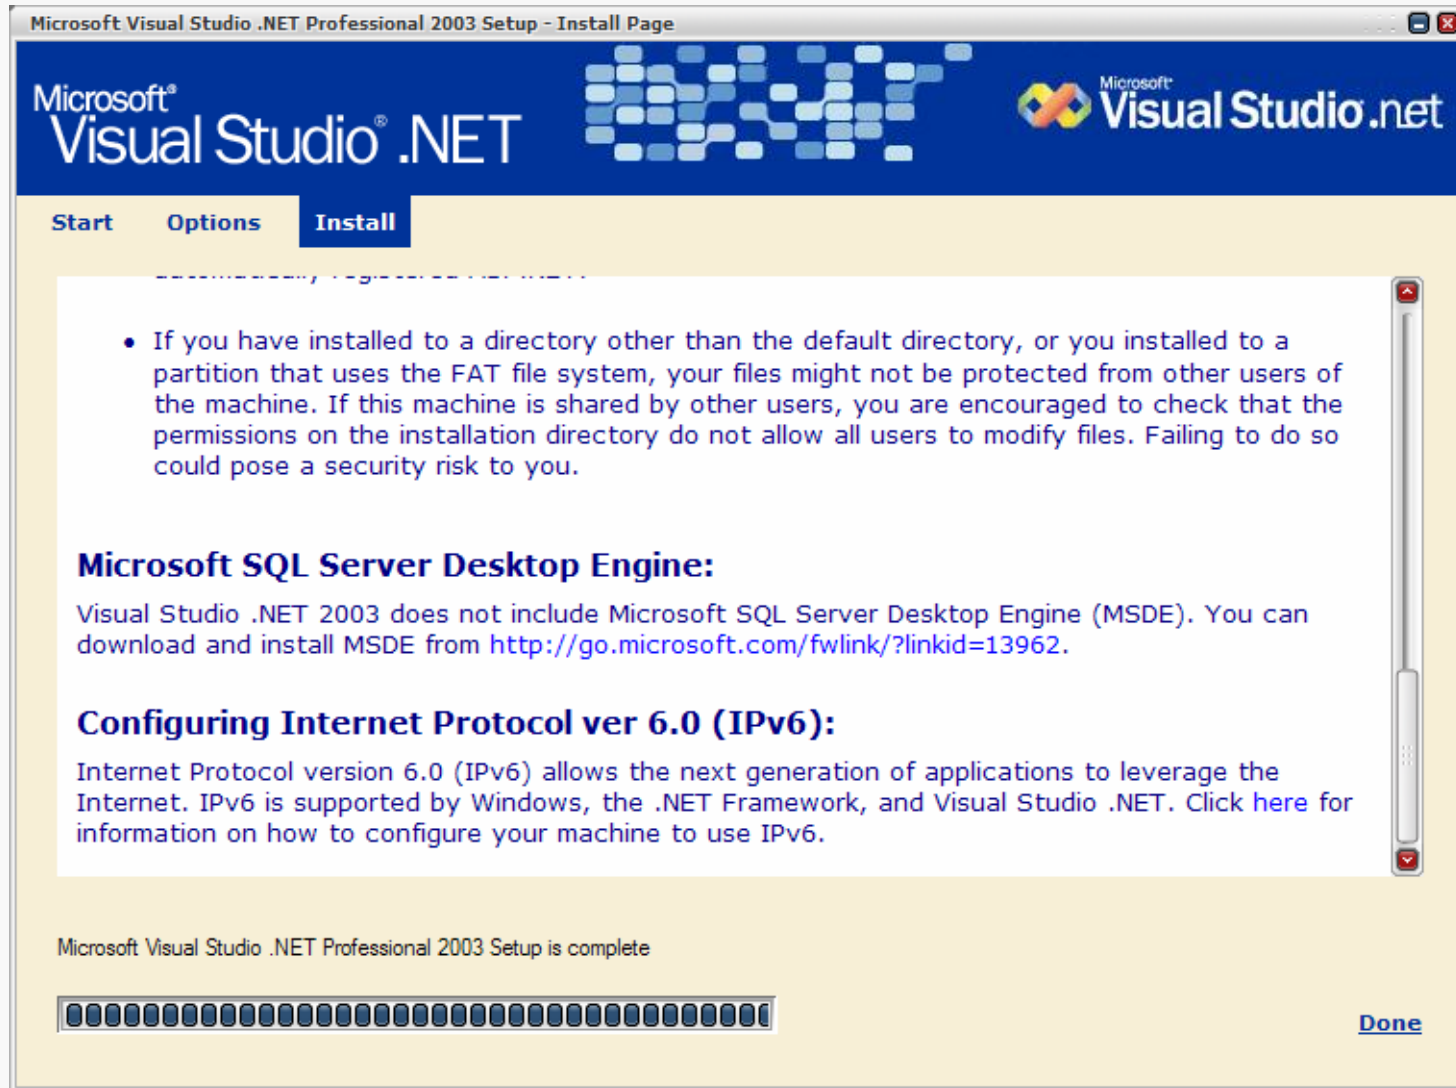 Microsoft Visual Studio .NET Professional 2003 Setup - Install Page
Microsoft®
Visual Studio® .NET
Microsoft
Visual Studio .net
Start Options Install
automatically registered ASP.NET.
• If you have installed to a directory other than the default directory, or you installed to a
partition that uses the FAT file system, your files might not be protected from other users of
the machine. If this machine is shared by other users, you are encouraged to check that the
permissions on the installation directory do not allow all users to modify files. Failing to do so
could pose a security risk to you.
Microsoft SQL Server Desktop Engine:
Visual Studio .NET 2003 does not include Microsoft SQL Server Desktop Engine (MSDE). You can
download and install MSDE from http://go.microsoft.com/fwlink/?linkid=13962.
Configuring Internet Protocol ver 6.0 (IPv6):
Internet Protocol version 6.0 (IPv6) allows the next generation of applications to leverage the
Internet. IPv6 is supported by Windows, the .NET Framework, and Visual Studio .NET. Click here for
information on how to configure your machine to use IPv6.
Microsoft Visual Studio .NET Professional 2003 Setup is complete
Done